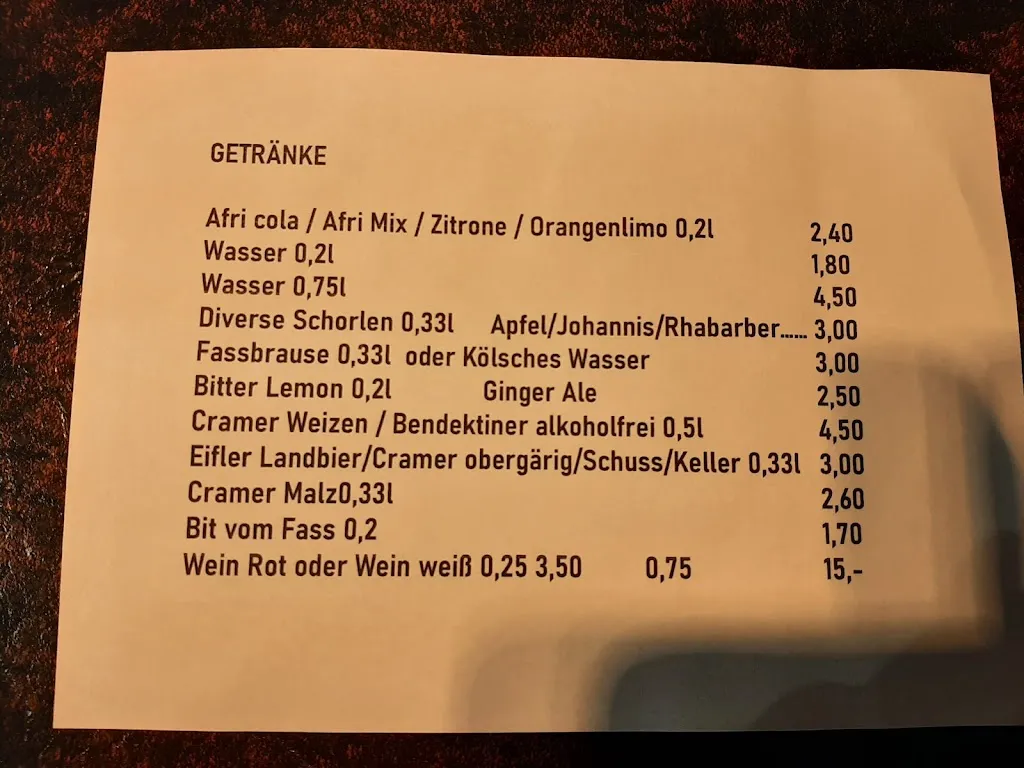 GETRÄNKE
Afri cola / Afri Mix / Zitrone / Orangenlimo 0,2l 2,40
Wasser 0,2l 1,80
Wasser 0,75l 4,50
Diverse Schorlen 0,33l Apfel/Johannis/Rhabarber...... 3,00
Fassbrause 0,33l oder Kölsches Wasser 3,00
Bitter Lemon 0,2l Ginger Ale 2,50
Cramer Weizen / Bendektiner alkoholfrei 0,5l 4,50
Eifler Landbier/Cramer obergärig/Schuss/Keller 0,33l 3,00
Cramer Malz0,33l 2,60
Bit vom Fass 0,2 1,70
Wein Rot oder Wein weiß 0,25 3,50 0,75 15,-